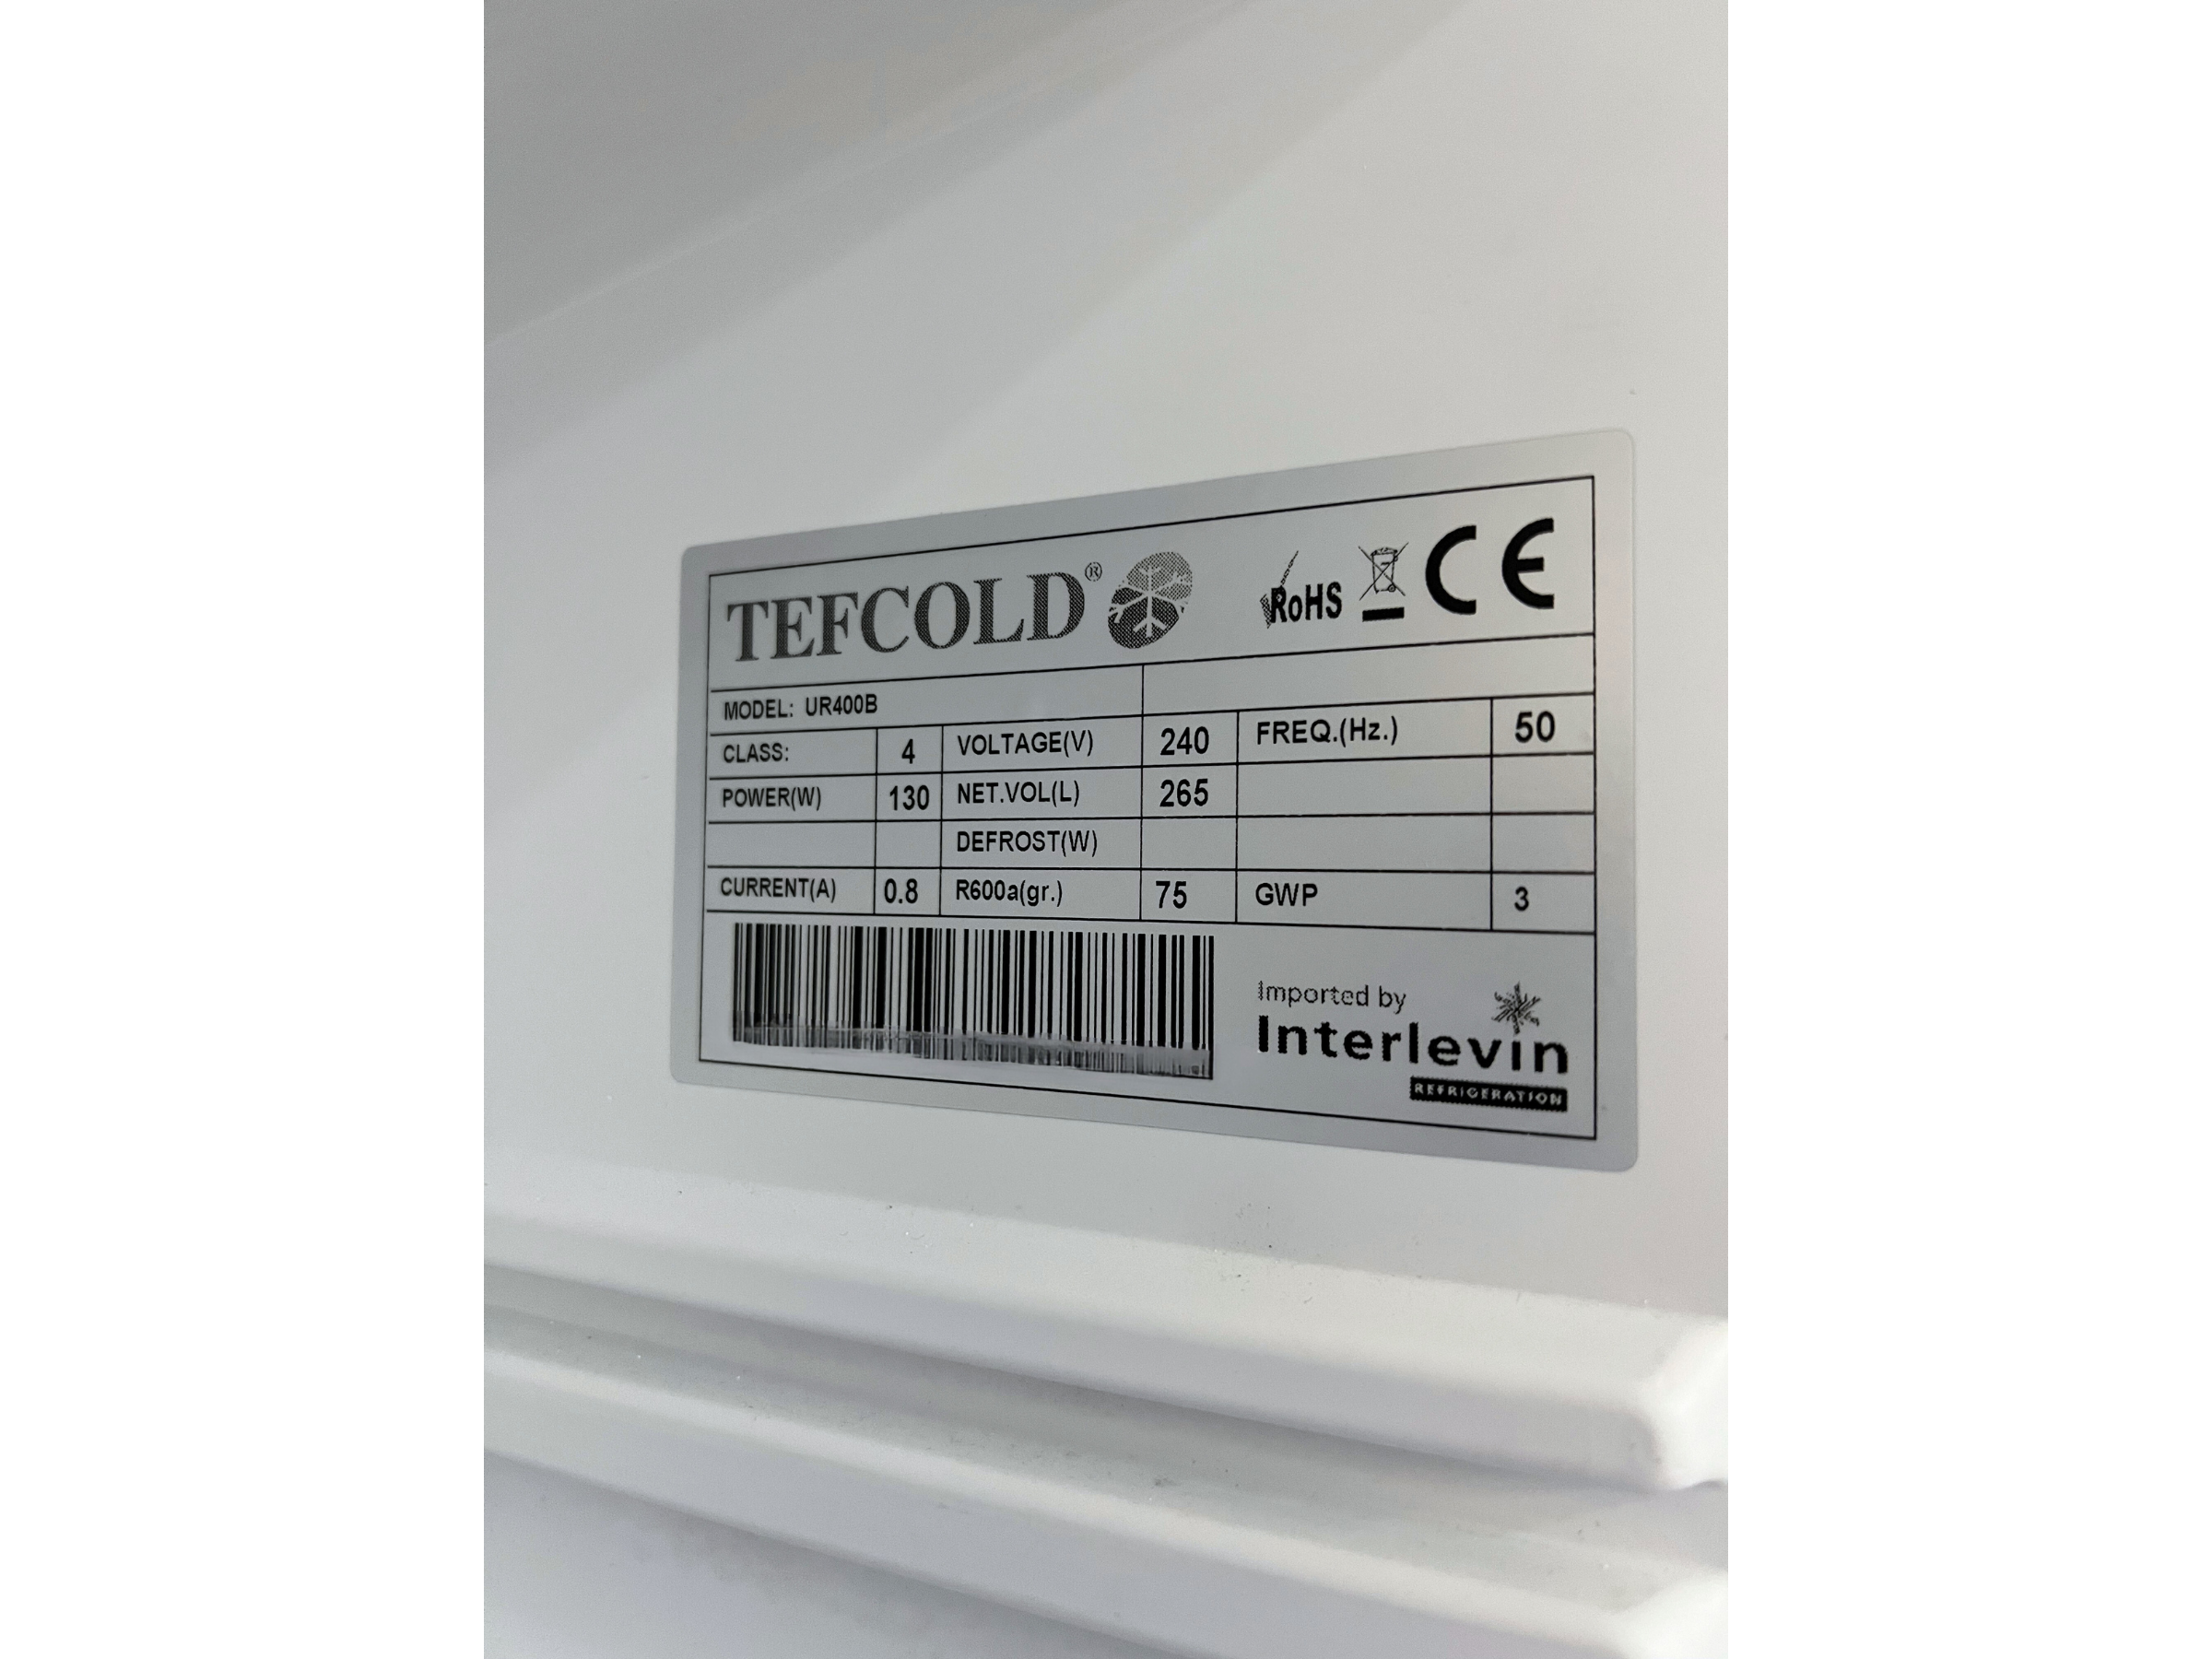 TEFCOLD®
RoHS CE
MODEL: UR400B
CLASS: 4 VOLTAGE(V) 240 FREQ.(Hz.) 50
POWER(W) 130 NET.VOL(L) 265
DEFROST(W)
CURRENT(A) 0.8 R600a(gr.) 75 GWP 3
Imported by
Interlevin
REFRIGERATION